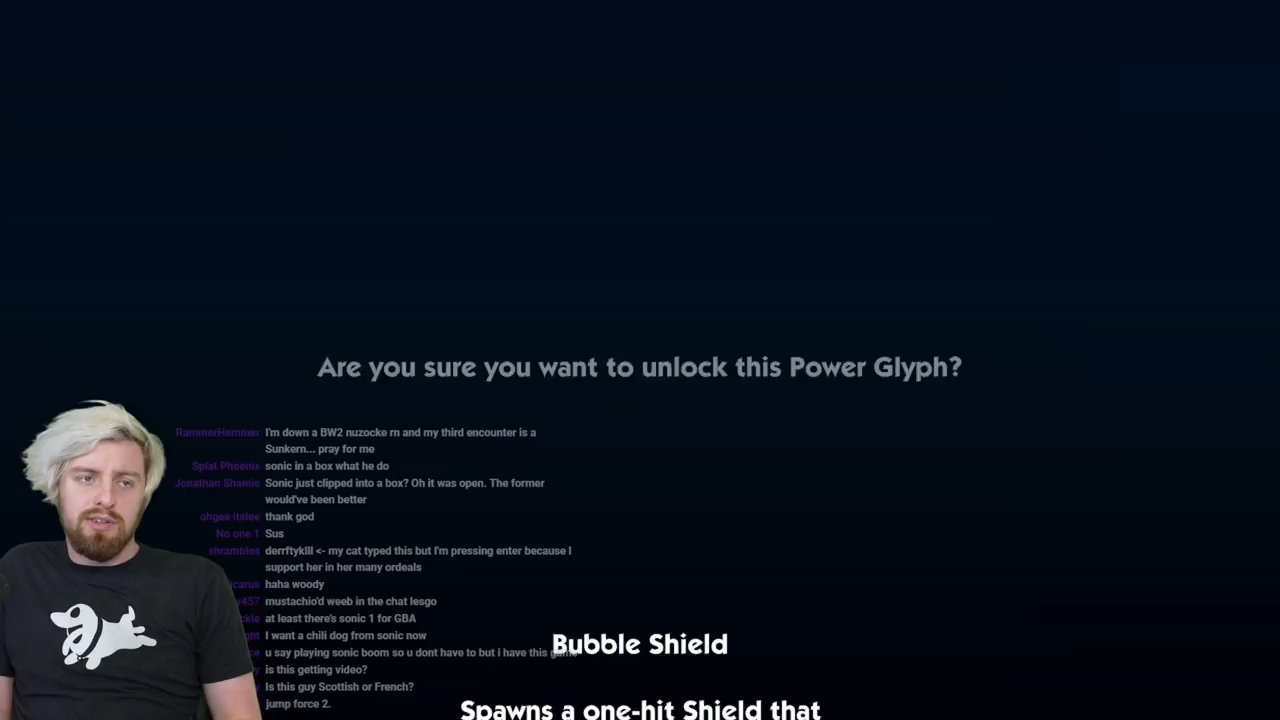 Are you sure you want to unlock this Power Glyph?
RammerHammer I'm down a BW2 nuzocke rn and my third encounter is a
Sunkern... pray for me
Splat Phoenix sonic in a box what he do
Jonathan Shamis Sonic just clipped into a box? Oh it was open. The former
would've been better
ohgee itslee thank god
No one 1 Sus
shrambles derrftyklll <- my cat typed this but I'm pressing enter because I
support her in her many ordeals
haha woody
mustachio'd weeb in the chat lesgo
at least there's sonic 1 for GBA
I want a chili dog from sonic now
u say playing sonic boom so u dont have to but i have this game
is this getting video?
Is this guy Scottish or French?
jump force 2.
Bubble Shield
Spawns a one-hit Shield that